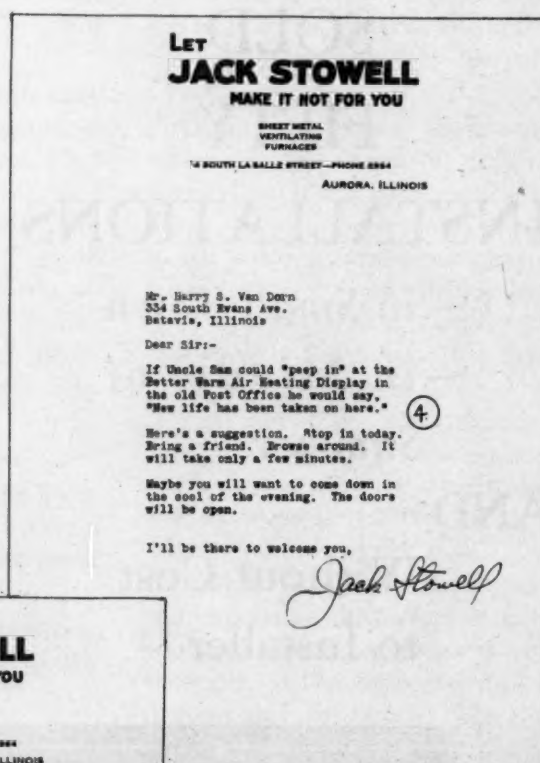 LET
JACK STOWELL
MAKE IT HOT FOR YOU
SHEET METAL
VENTILATING
FURNACES
SOUTH LA SALLE STREET—PHONE
AURORA, ILLINOIS
Mr. Harry S. Van Dorn
334 South Evans Ave.
Batavia, Illinois
Dear Sir:-
If Uncle Sam could "peep in" at the
Better Warm Air Heating Display in
the old Post Office he would say,
"New life has been taken on here."
4
Here's a suggestion. Stop in today.
Bring a friend. Browse around. It
will take only a few minutes.
Maybe you will want to come down in
the cool of the evening. The doors
will be open.
I'll be there to welcome you,
Jack Stowell
LL
YOU
LLINOIS